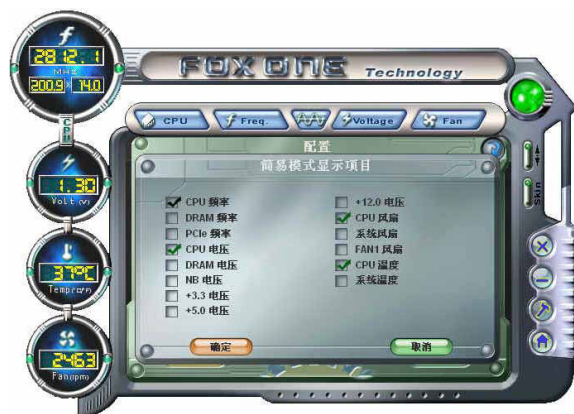 2812.1
MHz
200.9 14.0
CPU
FOX ONE Technology
CPU
Freq.
Voltage
Fan
配置
简易模式显示项目
CPU 频率
DRAM 频率
PCIe 频率
CPU 电压
DRAM 电压
NB 电压
+3.3 电压
+5.0 电压
+12.0 电压
CPU 风扇
系统风扇
FAN1 风扇
CPU 温度
系统温度
确定
取消
1.30
Volt (V)
37°C
Temp(℃/℉)
2463
Fan(rpm)
Skin